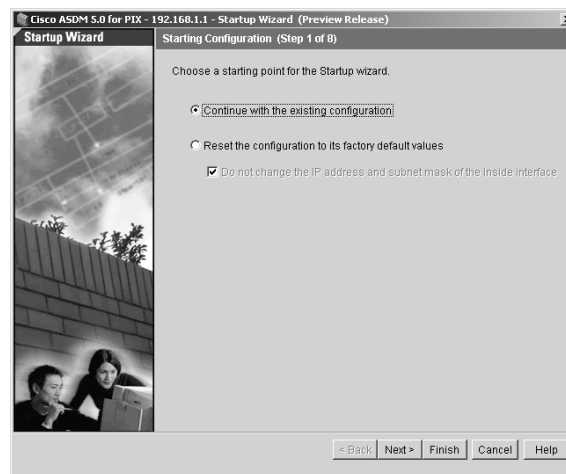 Cisco ASDM 5.0 for PIX - 192.168.1.1 - Startup Wizard (Preview Release)
Startup Wizard
Starting Configuration (Step 1 of 8)
Choose a starting point for the Startup wizard.
Continue with the existing configuration
Reset the configuration to its factory default values
Do not change the IP address and subnet mask of the inside interface
< Back
Next >
Finish
Cancel
Help